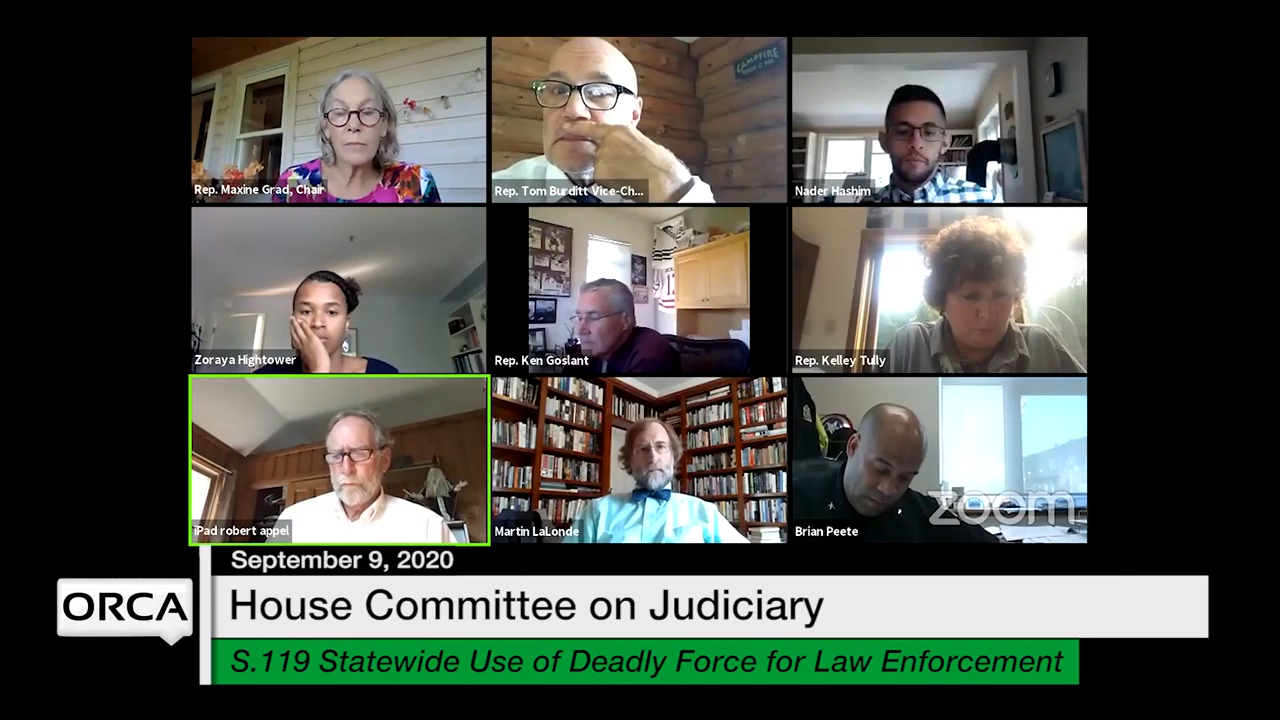 CAMPFIRE
Rep. Maxine Grad, Chair
Rep. Tom Burditt Vice-Ch...
Nader Hashim
Zoraya Hightower
Rep. Ken Goslant
Rep. Kelley Tully
iPad robert appel
Martin LaLonde
Brian Peete
zoom
September 9, 2020
ORCA
House Committee on Judiciary
S.119 Statewide Use of Deadly Force for Law Enforcement